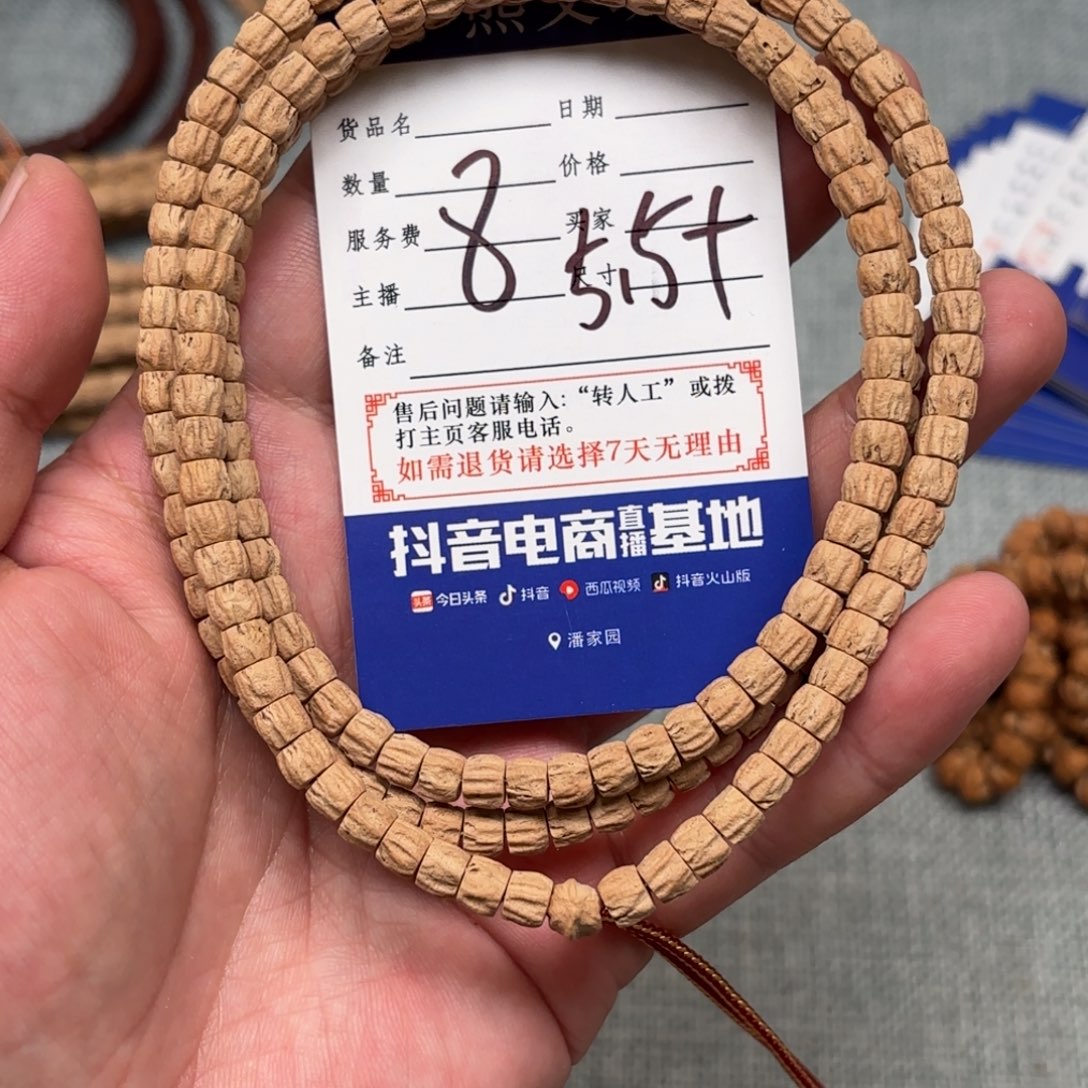 货品名 日期
数量 价格
服务费 买家
主播 尺寸
8 5.5t
备注
售后问题请输入:“转人工”或拨
打主页客服电话。
如需退货请选择7天无理由
抖音电商直播基地
头条 今日头条 抖音 西瓜视频 抖音火山版
潘家园